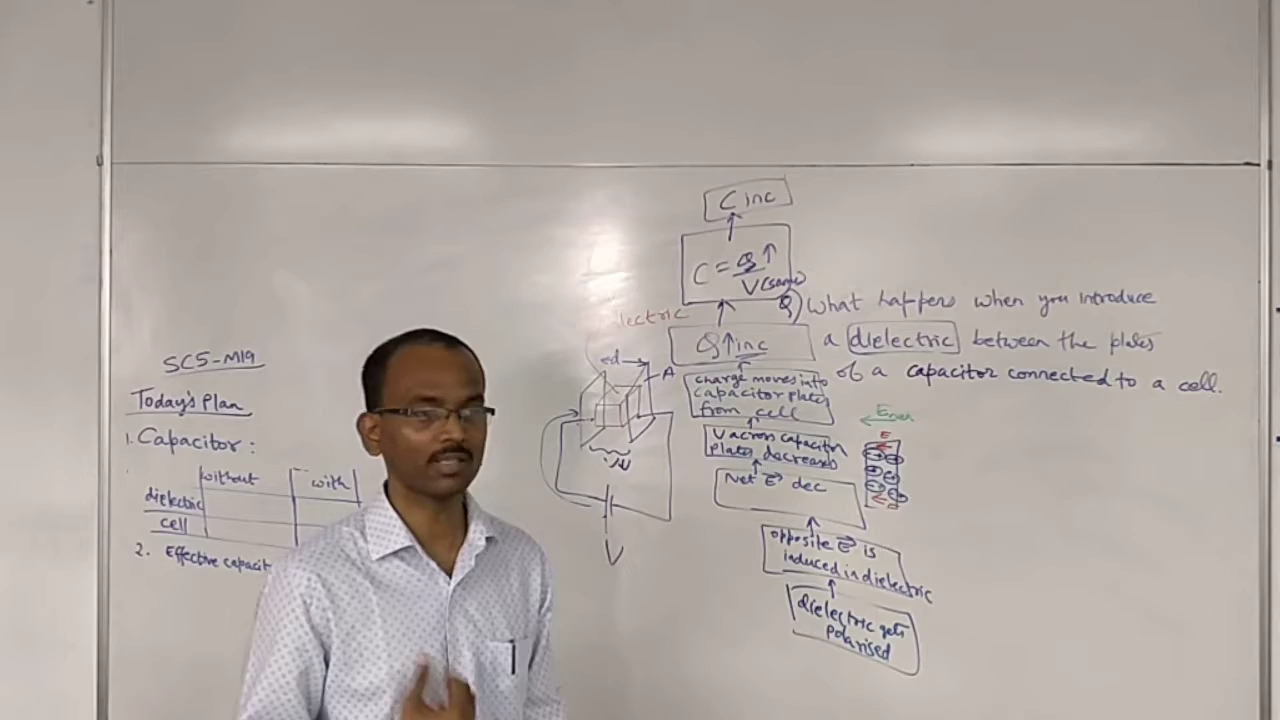 SC5-M19
Today's Plan
1. Capacitor:
without
with
dielectric
cell
2. Effective capacit
C inc
C = Q↑
V(same)
Q↑inc
charge moves into
capacitor plates
from cell
V across capacitor
plates decreases
Net E⃗ dec
opposite E⃗ is
induced in dielectric
dielectric gets
polarised
electric
d
A
V
Q) What happens when you introduce
a dielectric between the plates
of a capacitor connected to a cell.
E